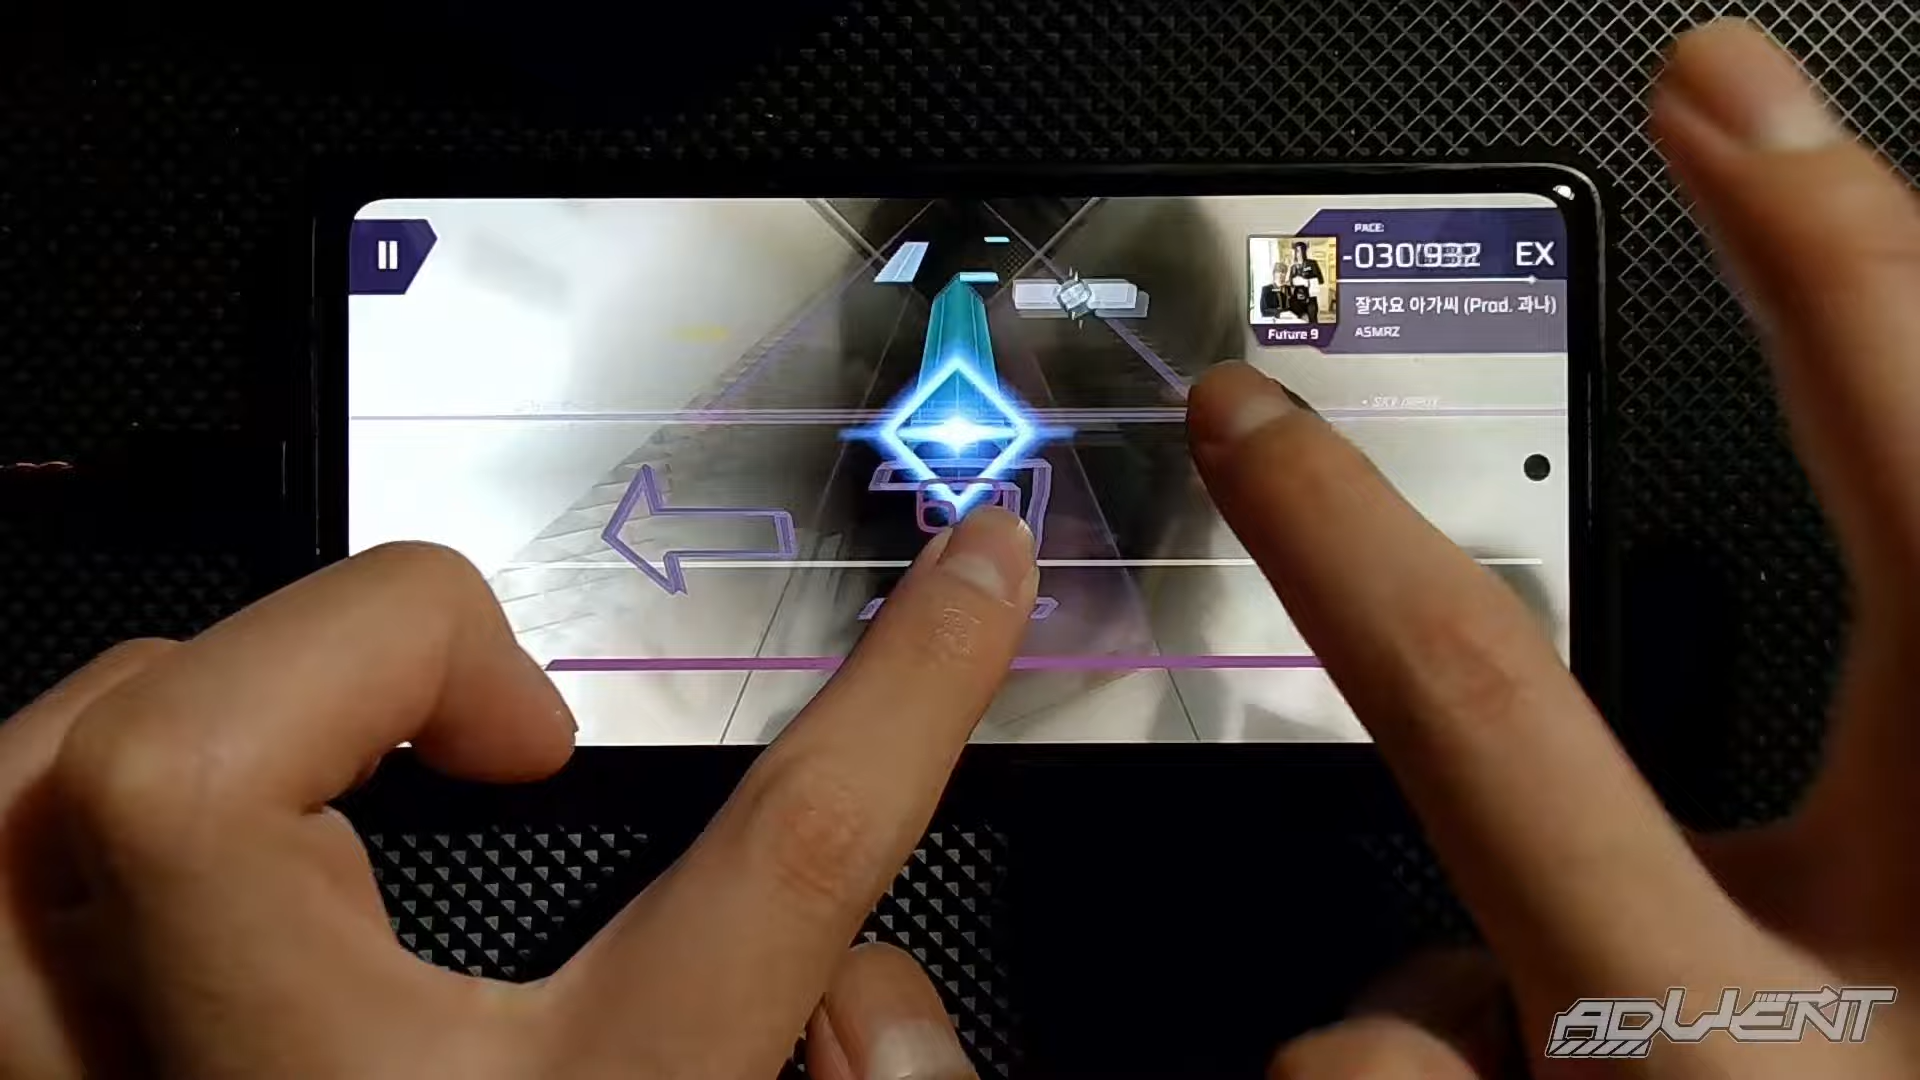 PACE:
EX
잘자요 아가씨 (Prod. 과나)
ASMRZ
Future 9
ADVENT